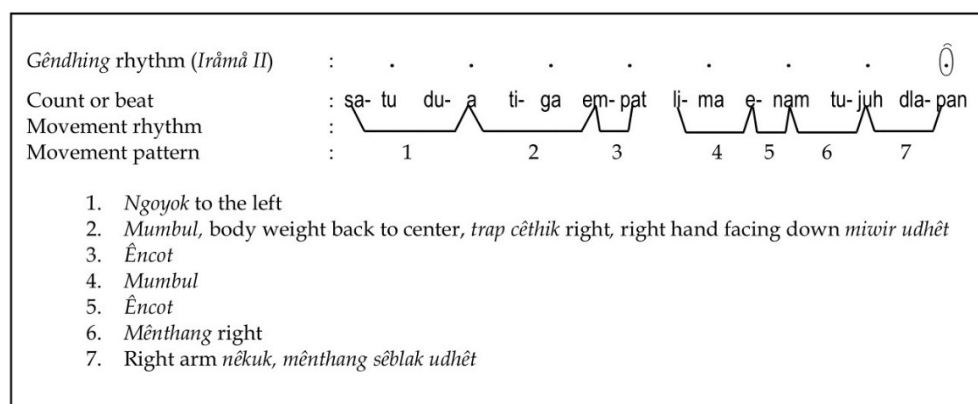 Gêndhing rhythm (Iråmå II) : . . . . . . . Ô
Count or beat : sa- tu du- a ti- ga em- pat li- ma e- nam tu- juh dla- pan
Movement rhythm :
Movement pattern : 1 2 3 4 5 6 7
1. Ngoyok to the left
2. Mumbul, body weight back to center, trap cêthik right, right hand facing down miwir udhêt
3. Êncot
4. Mumbul
5. Êncot
6. Mênthang right
7. Right arm nêkuk, mênthang sêblak udhêt